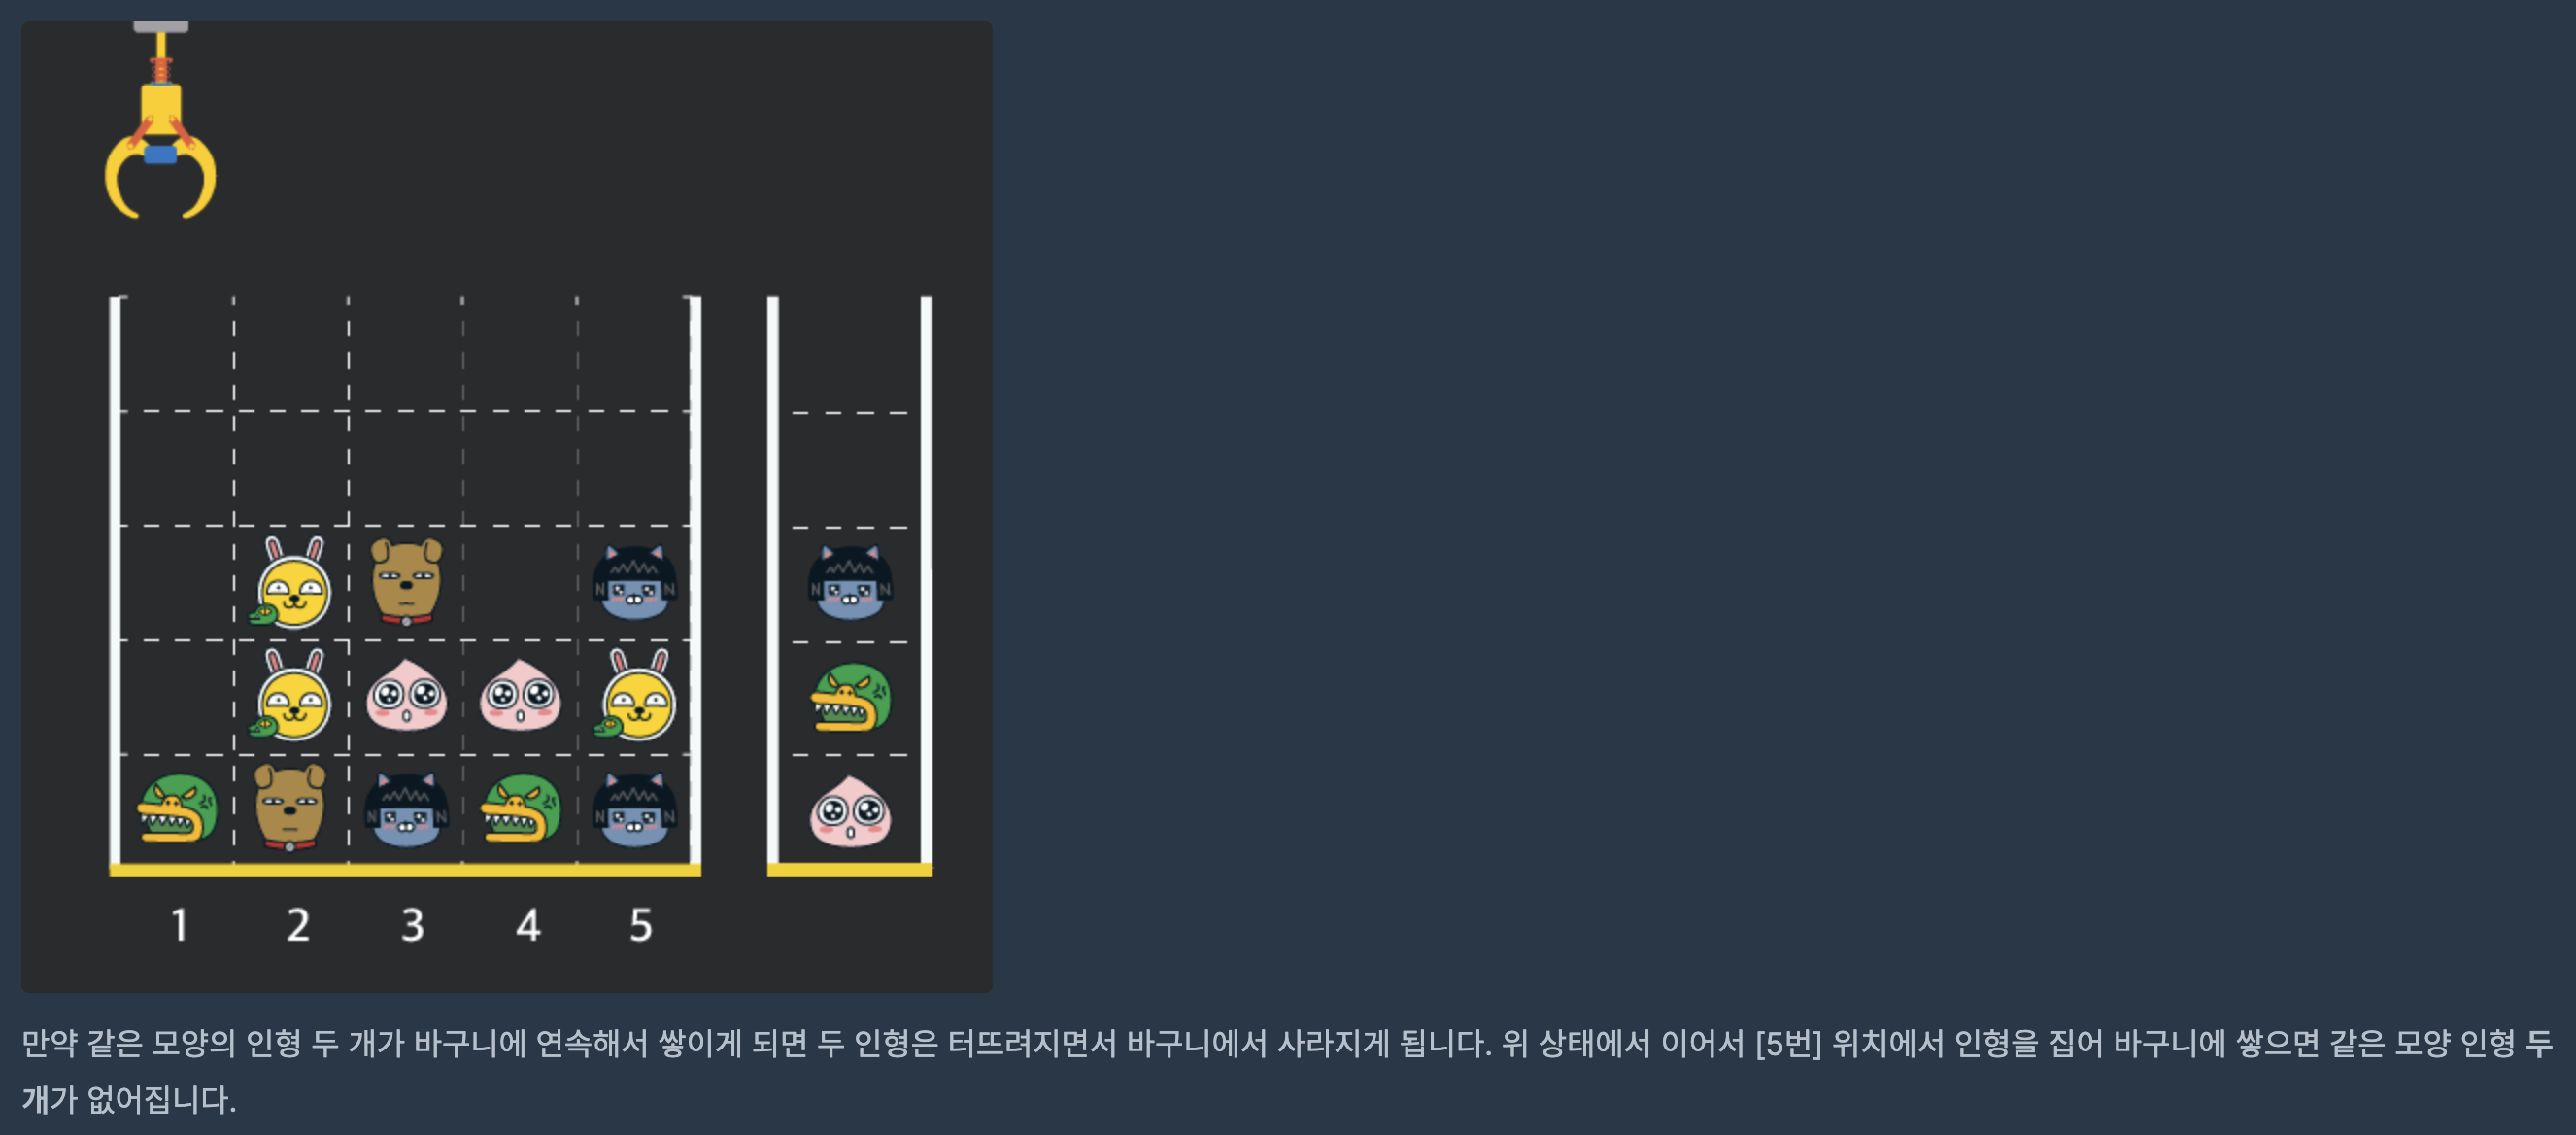 1 2 3 4 5
만약 같은 모양의 인형 두 개가 바구니에 연속해서 쌓이게 되면 두 인형은 터뜨려지면서 바구니에서 사라지게 됩니다. 위 상태에서 이어서 [5번] 위치에서 인형을 집어 바구니에 쌓으면 같은 모양 인형 두
개가 없어집니다.